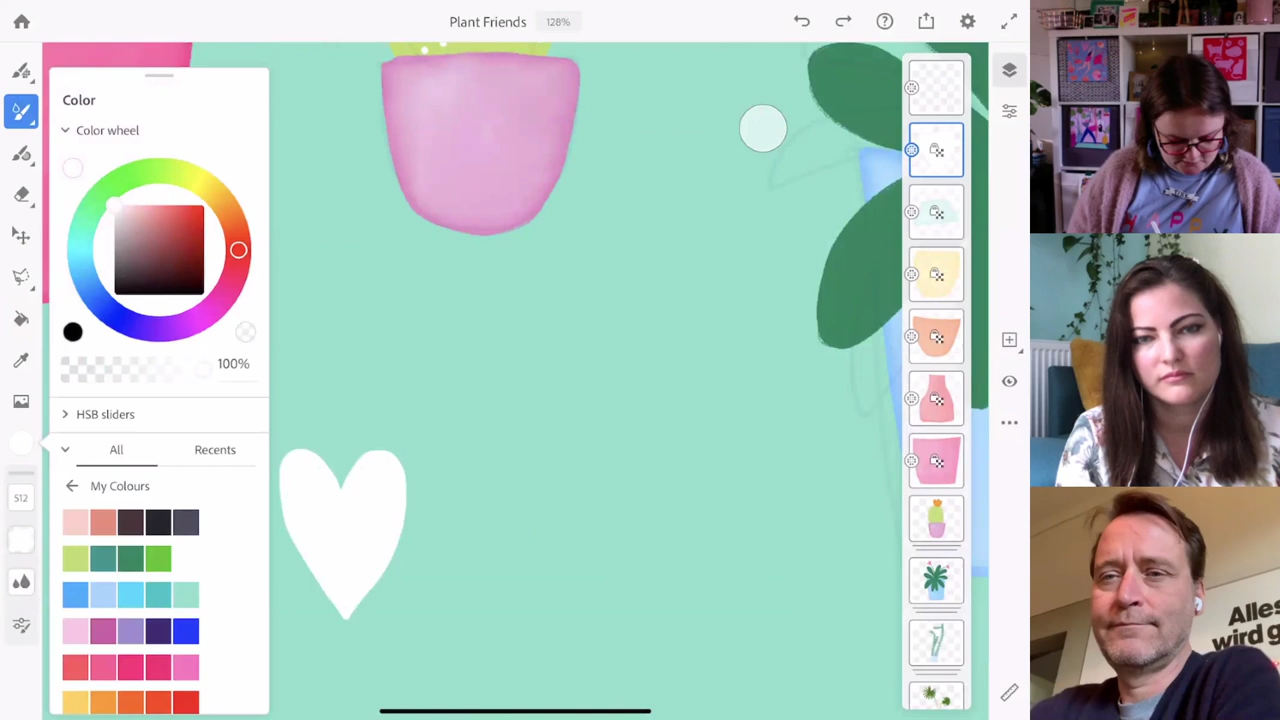 Plant Friends 128%
Color
Color wheel
100%
HSB sliders
All Recents
My Colours
512
Alles
wird g